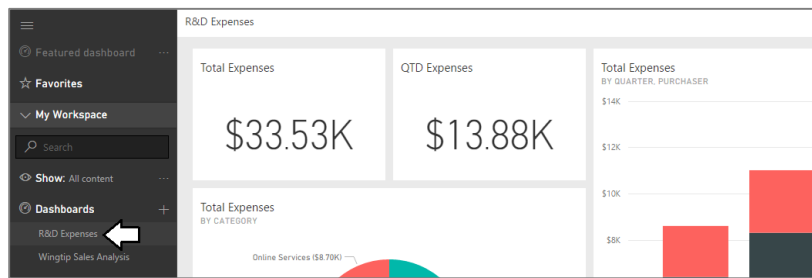 R&D Expenses
Featured dashboard ...
Favorites
My Workspace
Search
Show: All content ...
Dashboards +
R&D Expenses
Wingtip Sales Analysis
Total Expenses
$33.53K
QTD Expenses
$13.88K
Total Expenses
BY CATEGORY
Online Services ($8.70K)
Total Expenses
BY QUARTER, PURCHASER
$14K
$12K
$10K
$8K